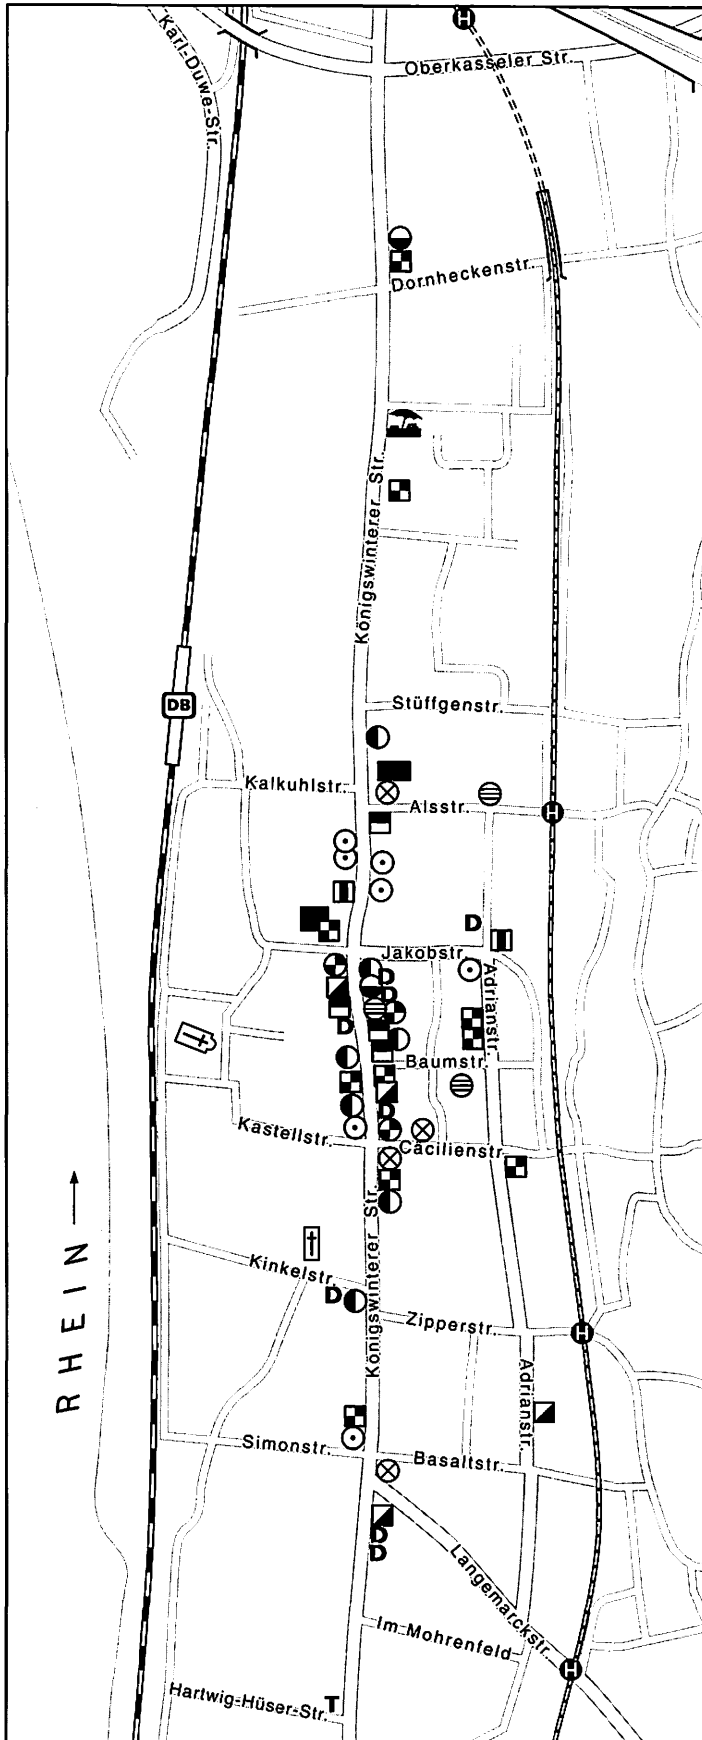 H
Karl-Duwe-Str.
Oberkasseler Str.
Dornheckenstr.
Königswinterer Str.
Stüffgenstr.
DB
Kalkuhlstr.
Alsstr.
H
D
Jakobstr.
Adrianstr.
D
D
D
Baumstr.
D
Kastellstr.
Cäcilienstr.
Königswinterer Str.
RHEIN
Kinkelstr.
D
Zipperstr.
H
Adrianstr.
Simonstr.
Basaltstr.
D
D
Langemarckstr.
Im Mohrenfeld
H
T
Hartwig-Hüser-Str.